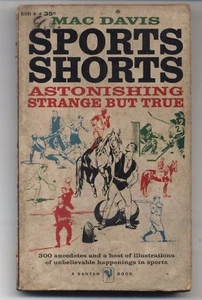 35¢
MAC DAVIS
SPORTS
SHORTS
ASTONISHING
STRANGE BUT TRUE
300 anecdotes and a host of illustrations
of unbelievable happenings in sports
A BANTAM BOOK